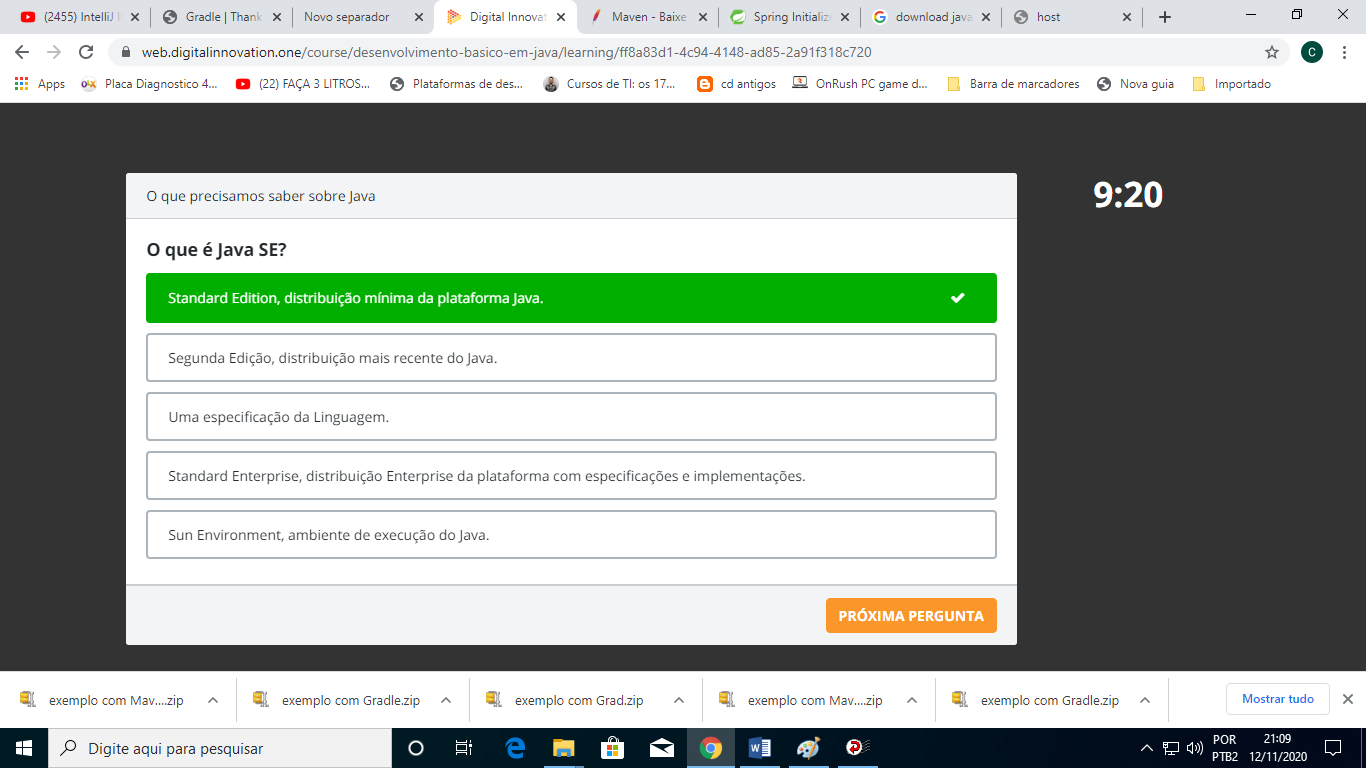 (2455) IntelliJ I
Gradle | Thank
Novo separador
Digital Innovat
Maven - Baixe
Spring Initializ
download java
host
web.digitalinnovation.one/course/desenvolvimento-basico-em-java/learning/ff8a83d1-4c94-4148-ad85-2a91f318c720
C
Apps
Placa Diagnostico 4...
(22) FAÇA 3 LITROS...
Plataformas de des...
Cursos de TI: os 17...
cd antigos
OnRush PC game d...
Barra de marcadores
Nova guia
Importado
O que precisamos saber sobre Java
9:20
O que é Java SE?
Standard Edition, distribuição mínima da plataforma Java.
Segunda Edição, distribuição mais recente do Java.
Uma especificação da Linguagem.
Standard Enterprise, distribuição Enterprise da plataforma com especificações e implementações.
Sun Environment, ambiente de execução do Java.
PRÓXIMA PERGUNTA
exemplo com Mav....zip
exemplo com Gradle.zip
exemplo com Grad.zip
exemplo com Mav....zip
exemplo com Gradle.zip
Mostrar tudo
Digite aqui para pesquisar
POR
PTB2
21:09
12/11/2020